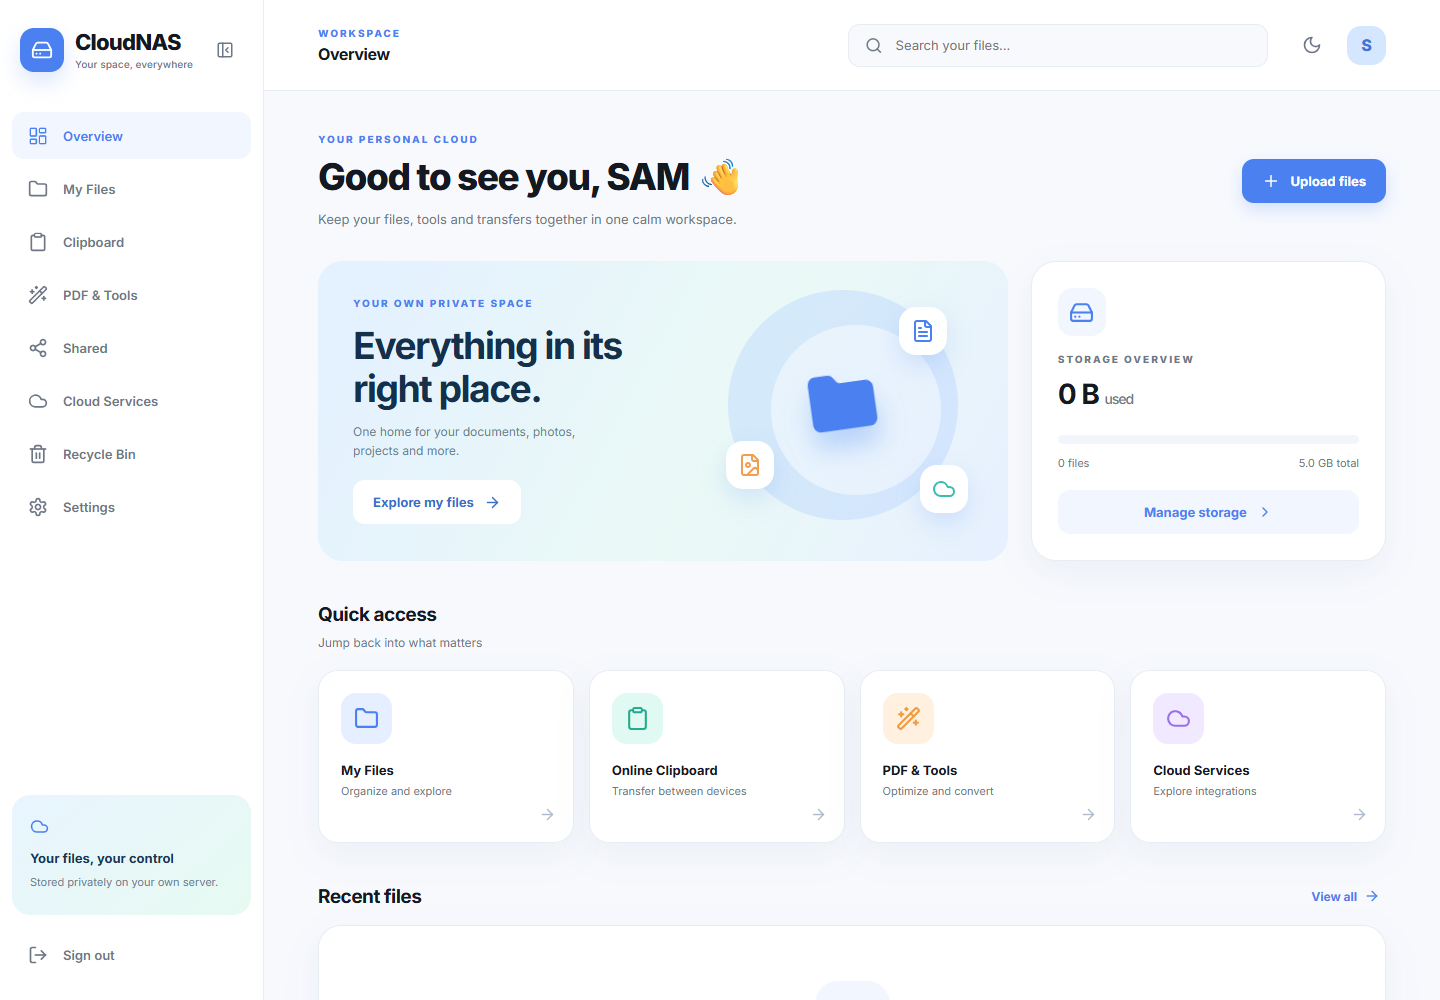 CloudNAS
Your space, everywhere
Overview
My Files
Clipboard
PDF & Tools
Shared
Cloud Services
Recycle Bin
Settings
Your files, your control
Stored privately on your own server.
Sign out
WORKSPACE
Overview
Search your files...
S
YOUR PERSONAL CLOUD
Good to see you, SAM 👋
Keep your files, tools and transfers together in one calm workspace.
Upload files
YOUR OWN PRIVATE SPACE
Everything in its
right place.
One home for your documents, photos,
projects and more.
Explore my files
STORAGE OVERVIEW
0 B used
0 files
5.0 GB total
Manage storage
Quick access
Jump back into what matters
My Files
Organize and explore
Online Clipboard
Transfer between devices
PDF & Tools
Optimize and convert
Cloud Services
Explore integrations
Recent files
View all